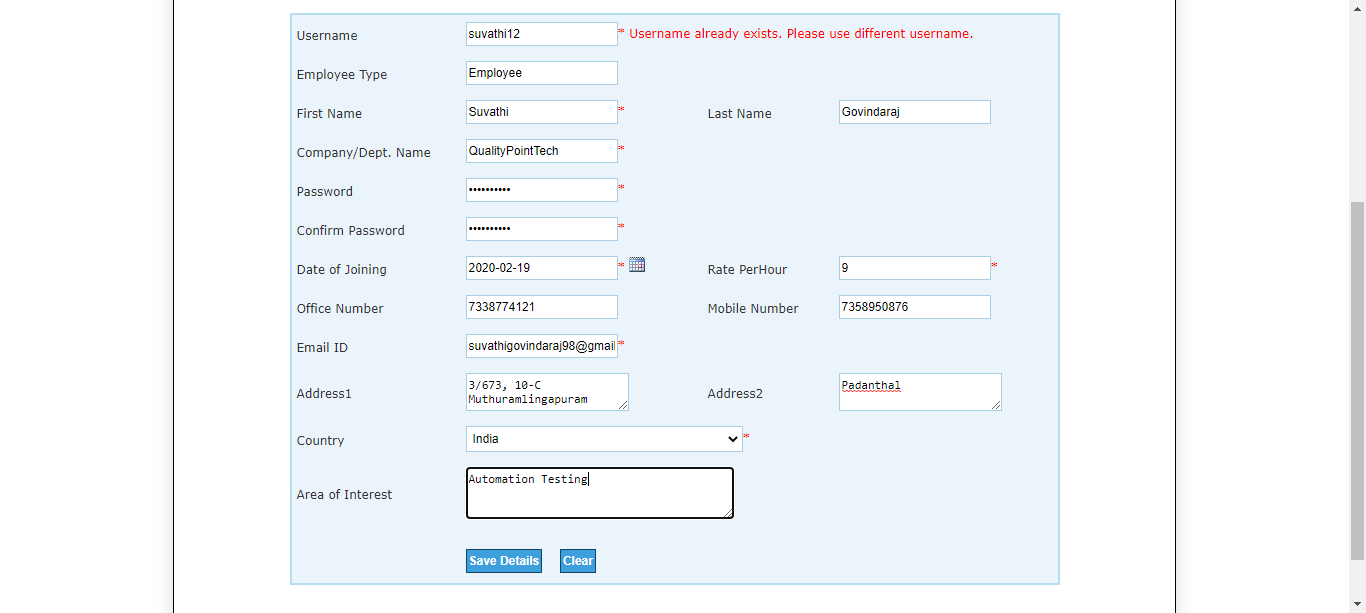 Username suvathi12 * Username already exists. Please use different username.
Employee Type Employee
First Name Suvathi * Last Name Govindaraj
Company/Dept. Name QualityPointTech *
Password •••••••••• *
Confirm Password •••••••••• *
Date of Joining 2020-02-19 * Rate PerHour 9 *
Office Number 7338774121 Mobile Number 7358950876
Email ID suvathigovindaraj98@gmail *
Address1 3/673, 10-C
Muthuramlingapuram
Address2 Padanthal
Country India *
Area of Interest Automation Testing
Save Details Clear